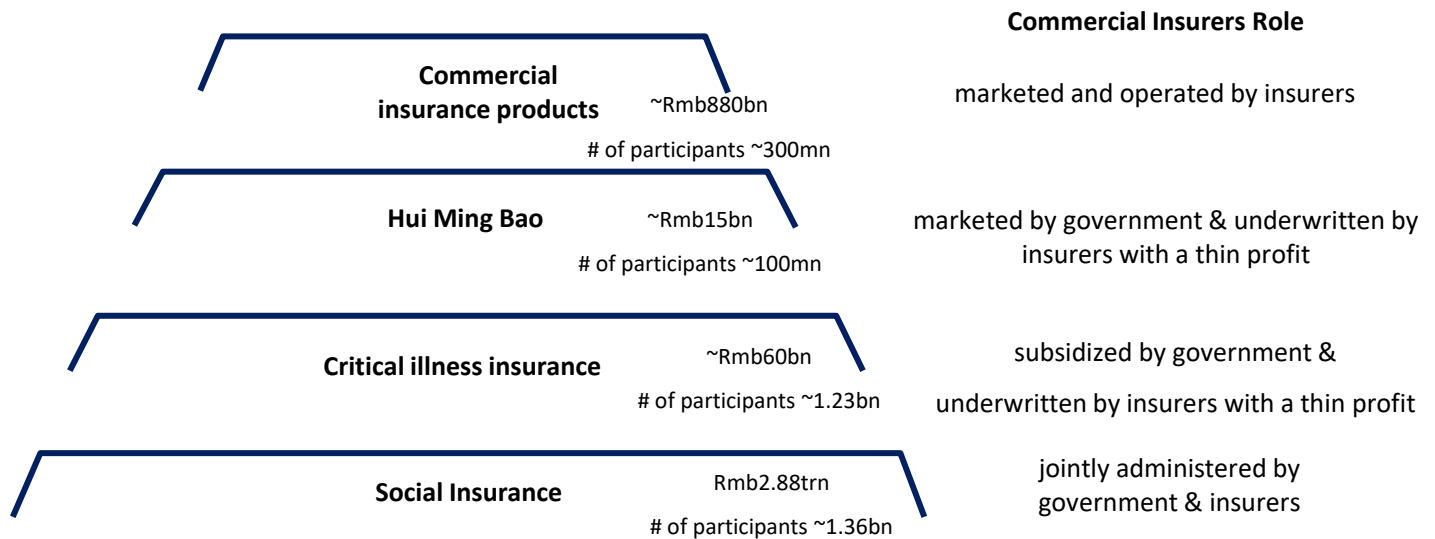 Commercial Insurers Role
Commercial
insurance products
~Rmb880bn
# of participants ~300mn
marketed and operated by insurers
Hui Ming Bao
~Rmb15bn
# of participants ~100mn
marketed by government & underwritten by
insurers with a thin profit
Critical illness insurance
~Rmb60bn
# of participants ~1.23bn
subsidized by government &
underwritten by insurers with a thin profit
Social Insurance
Rmb2.88trn
# of participants ~1.36bn
jointly administered by
government & insurers